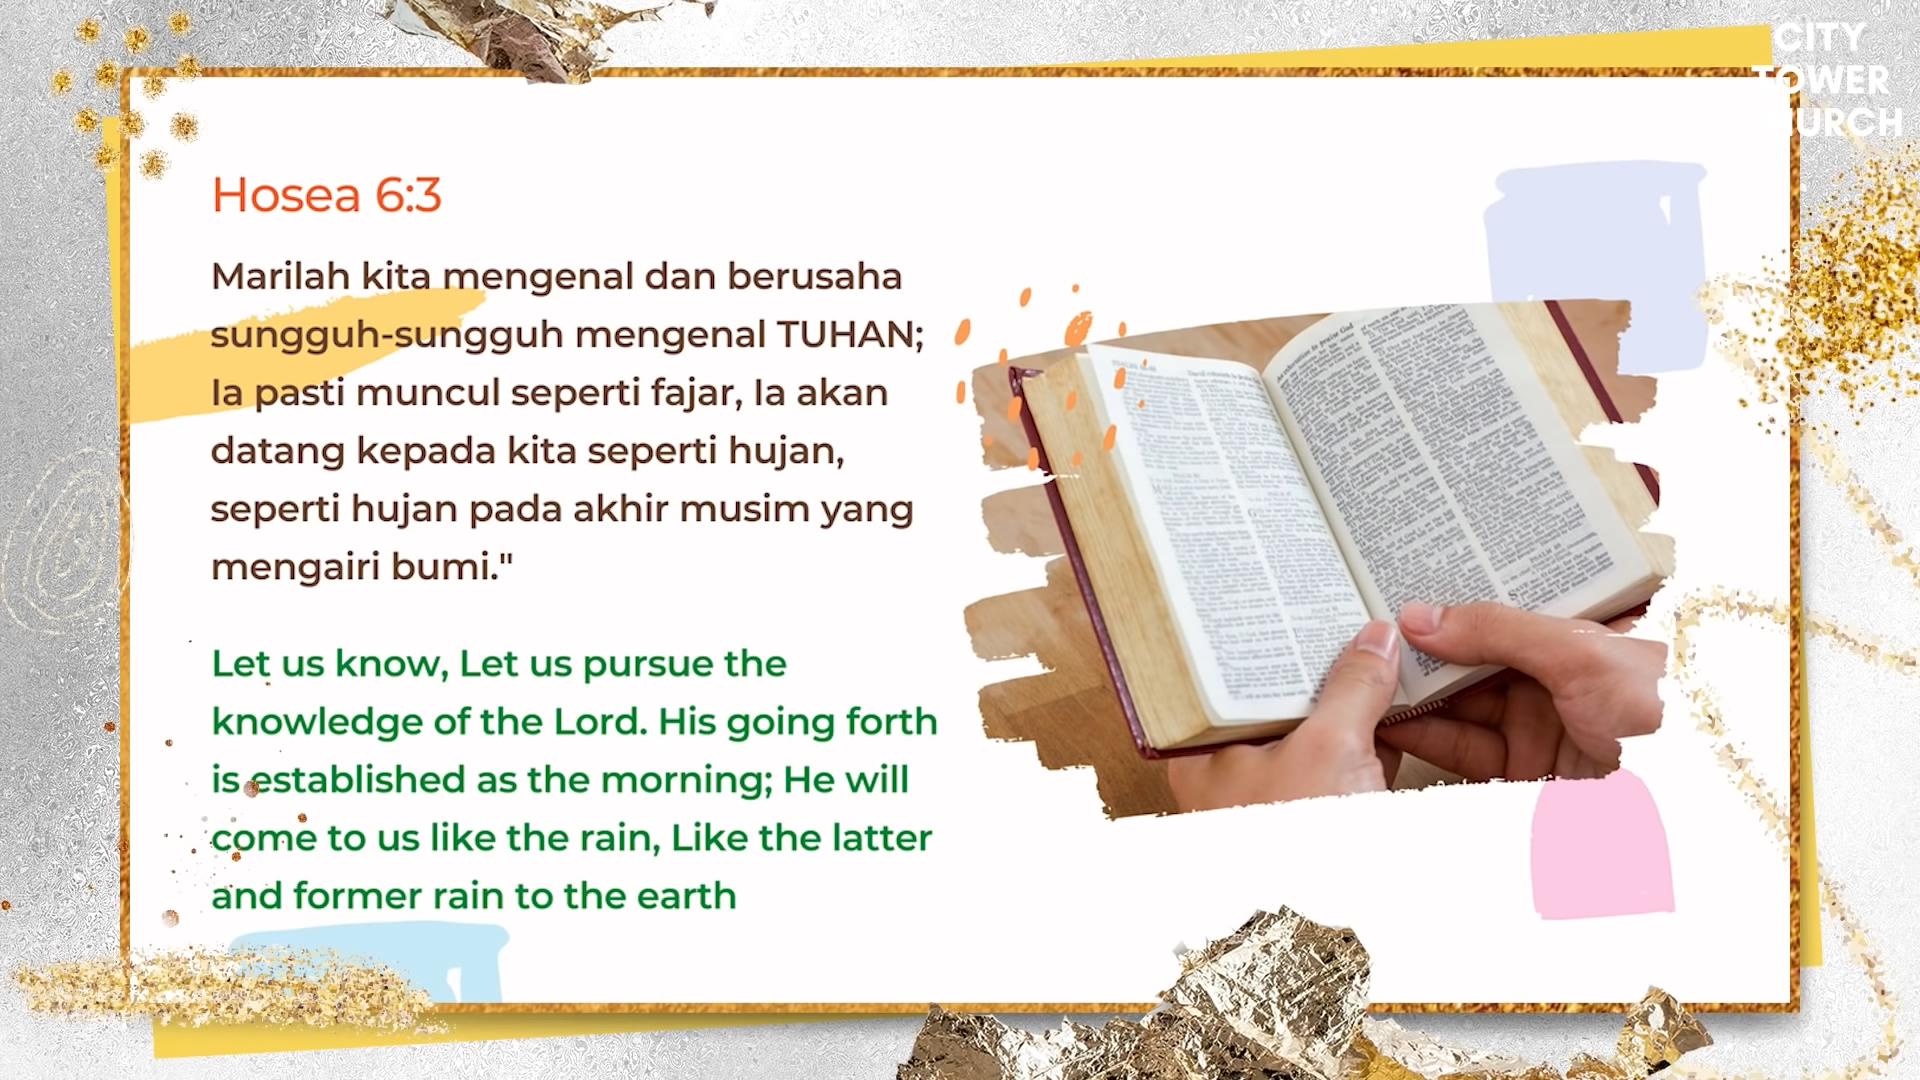 CITY
TOWER
CHURCH
Hosea 6:3
Marilah kita mengenal dan berusaha
sungguh-sungguh mengenal TUHAN;
Ia pasti muncul seperti fajar, Ia akan
datang kepada kita seperti hujan,
seperti hujan pada akhir musim yang
mengairi bumi."
Let us know, Let us pursue the
knowledge of the Lord. His going forth
is established as the morning; He will
come to us like the rain, Like the latter
and former rain to the earth